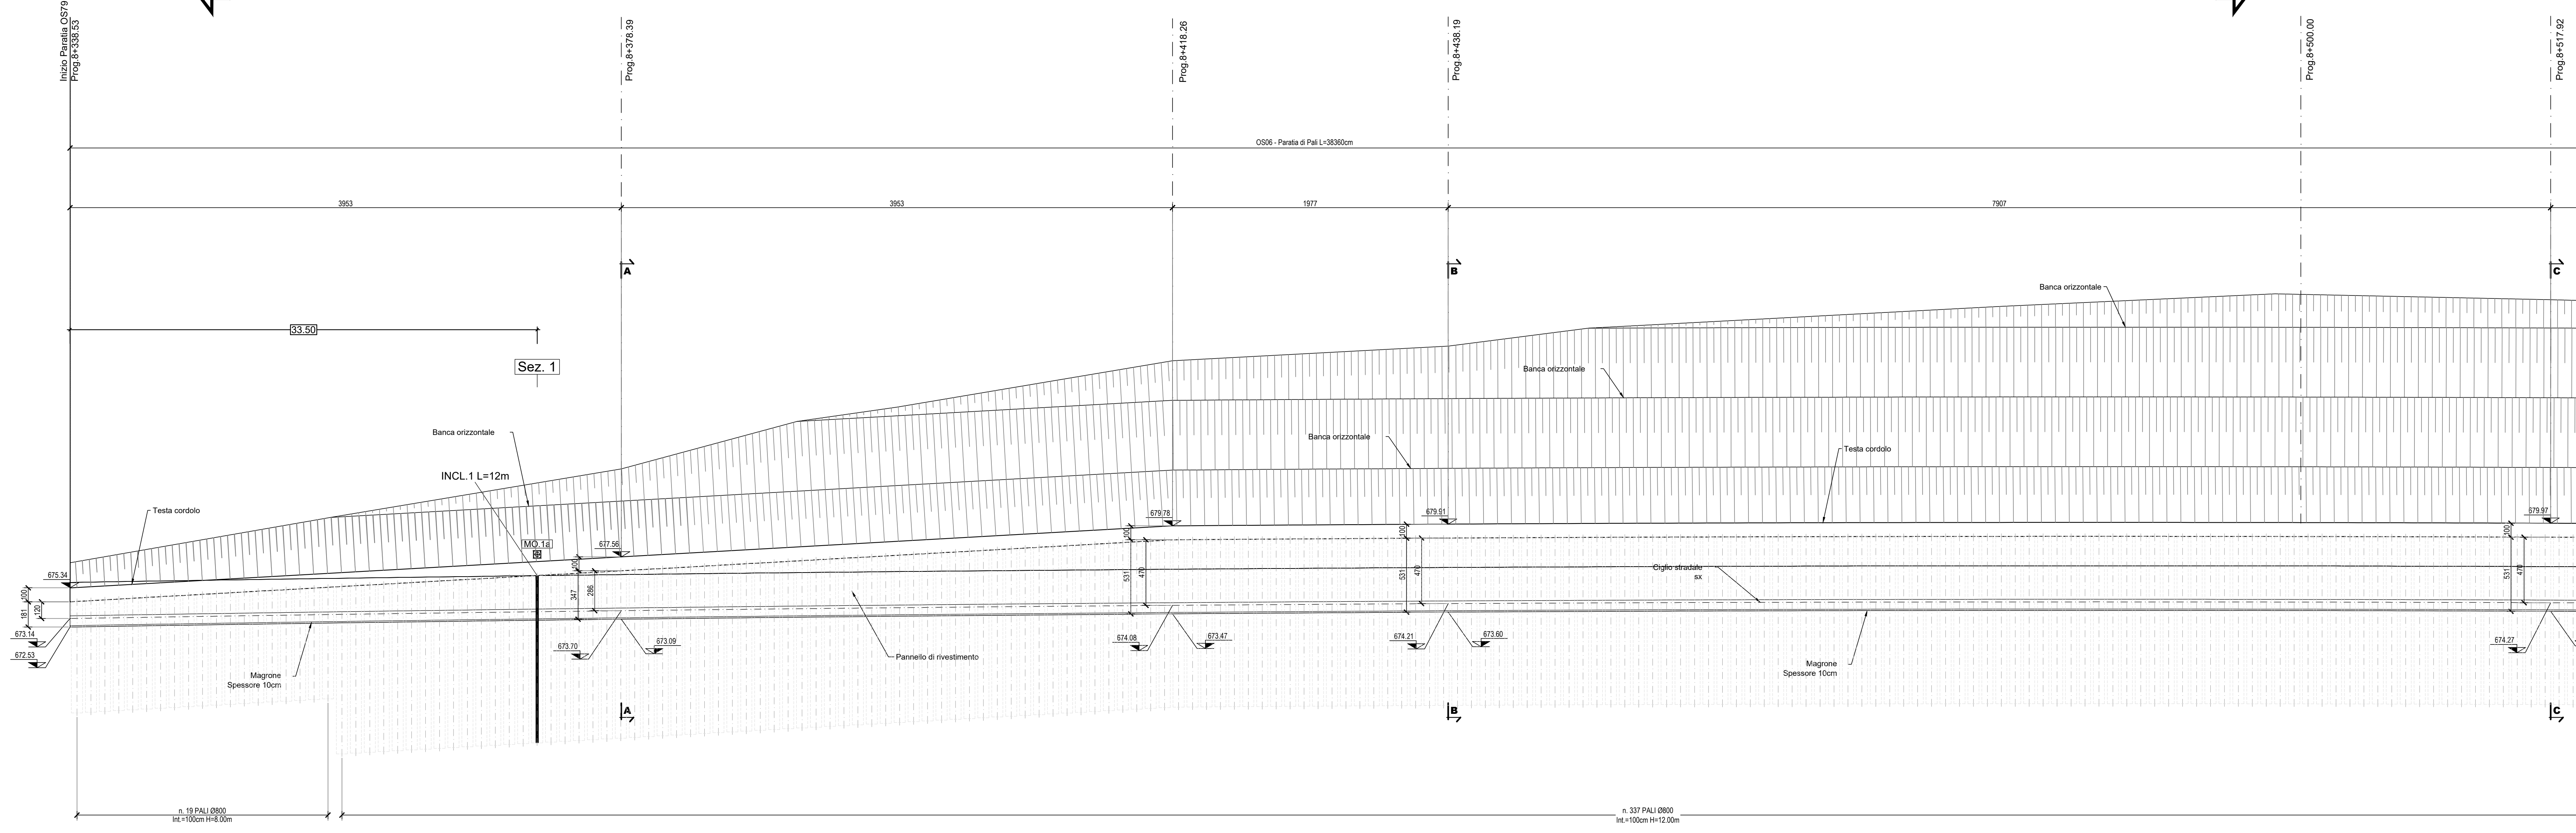 Inizio Paratia OS79
Prog.8+338.53
Prog.8+378.39
Prog.8+418.26
Prog.8+438.19
Prog.8+500.00
Prog.8+517.92
OS06 - Paratia di Pali L=38360cm
3953
3953
1977
7907
A
B
C
Banca orizzontale
33.50
Sez. 1
Banca orizzontale
Banca orizzontale
Banca orizzontale
Testa cordolo
INCL.1 L=12m
Testa cordolo
679.78
679.91
679.97
MO.1a
677.56
675.34
100
100
100
100
100
181
120
347
286
531
470
531
470
531
470
Ciglio stradale
sx
673.14
672.53
673.70
673.09
674.08
673.47
674.21
673.60
674.27
Pannello di rivestimento
Magrone
Spessore 10cm
Magrone
Spessore 10cm
A
B
C
n. 19 PALI Ø800
Int.=100cm H=8.00m
n. 337 PALI Ø800
Int.=100cm H=12.00m